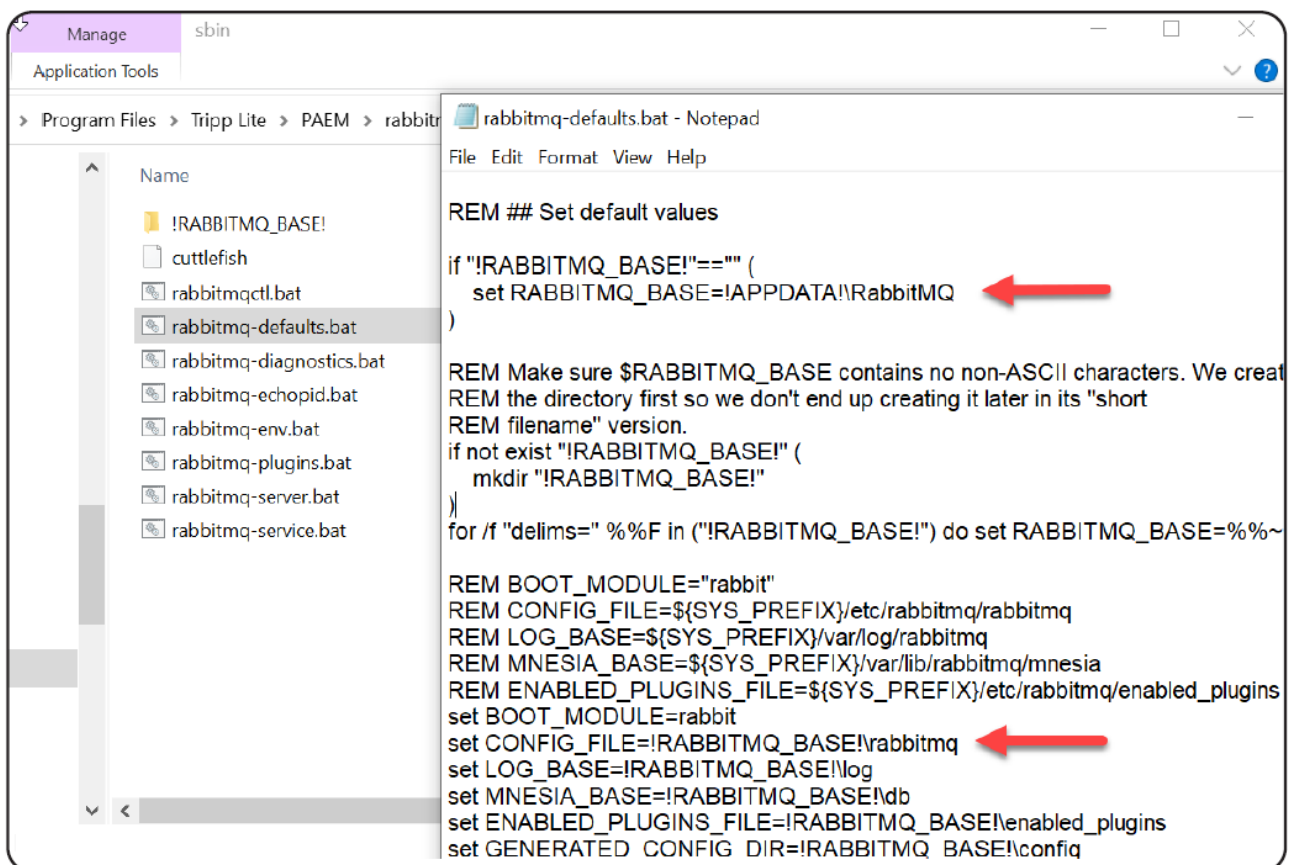 Manage
sbin
Application Tools
?
> Program Files > Tripp Lite > PAEM >
Name
!RABBITMQ_BASE!
cuttlefish
rabbitmqctl.bat
rabbitmq-defaults.bat
rabbitmq-diagnostics.bat
rabbitmq-echopid.bat
rabbitmq-env.bat
rabbitmq-plugins.bat
rabbitmq-server.bat
rabbitmq-service.bat
rabbitmq-defaults.bat - Notepad
File Edit Format View Help
REM ## Set default values
if "!RABBITMQ_BASE!"=="" (
set RABBITMQ_BASE=!APPDATA!\RabbitMQ
)
REM Make sure $RABBITMQ_BASE contains no non-ASCII characters. We creat
REM the directory first so we don't end up creating it later in its "short
REM filename" version.
if not exist "!RABBITMQ_BASE!" (
mkdir "!RABBITMQ_BASE!"
)
for /f "delims=" %%F in ("!RABBITMQ_BASE!") do set RABBITMQ_BASE=%%~
REM BOOT_MODULE="rabbit"
REM CONFIG_FILE=${SYS_PREFIX}/etc/rabbitmq/rabbitmq
REM LOG_BASE=${SYS_PREFIX}/var/log/rabbitmq
REM MNESIA_BASE=${SYS_PREFIX}/var/lib/rabbitmq/mnesia
REM ENABLED_PLUGINS_FILE=${SYS_PREFIX}/etc/rabbitmq/enabled_plugins
set BOOT_MODULE=rabbit
set CONFIG_FILE=!RABBITMQ_BASE!\rabbitmq
set LOG_BASE=!RABBITMQ_BASE!\log
set MNESIA_BASE=!RABBITMQ_BASE!\db
set ENABLED_PLUGINS_FILE=!RABBITMQ_BASE!\enabled_plugins
set GENERATED_CONFIG_DIR=!RABBITMQ_BASE!\config